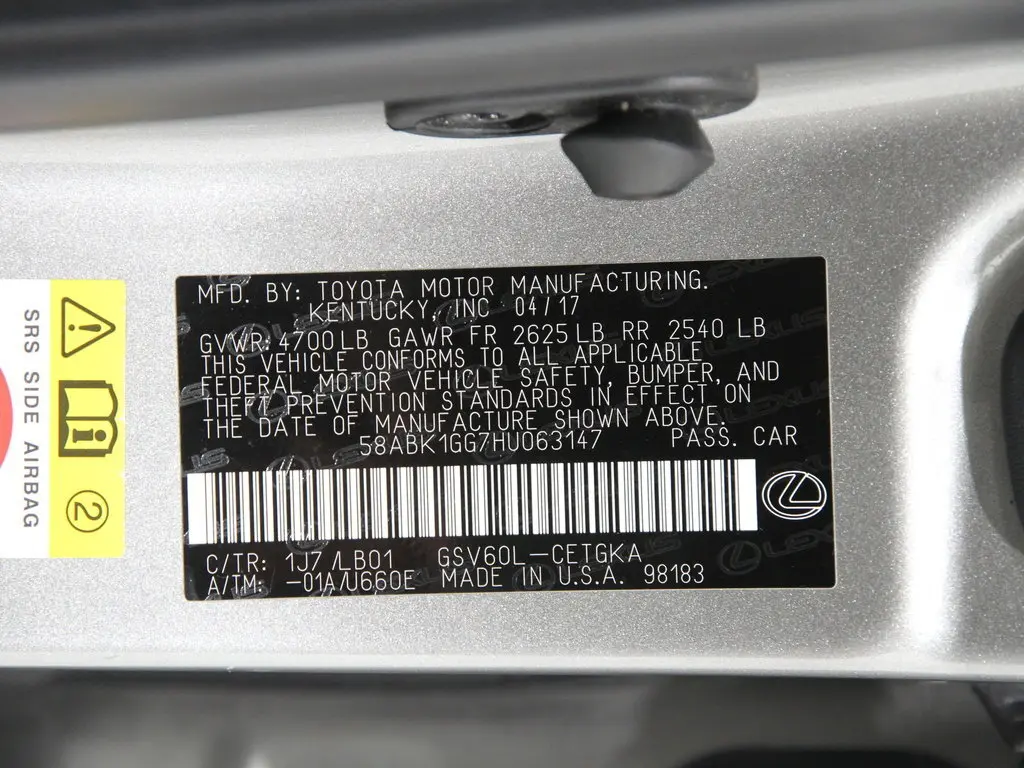 MFD. BY: TOYOTA MOTOR MANUFACTURING.
KENTUCKY, INC 04/17
GVWR: 4700 LB GAWR FR 2625 LB RR 2540 LB
THIS VEHICLE CONFORMS TO ALL APPLICABLE
FEDERAL MOTOR VEHICLE SAFETY, BUMPER, AND
THEFT PREVENTION STANDARDS IN EFFECT ON
THE DATE OF MANUFACTURE SHOWN ABOVE.
58ABK1GG7HU063147 PASS. CAR
C/TR: 1J7 /LB01 GSV60L-CETGKA
A/TM: -01A/U660E MADE IN U.S.A. 98183
SRS SIDE AIRBAG
2
LEXUS